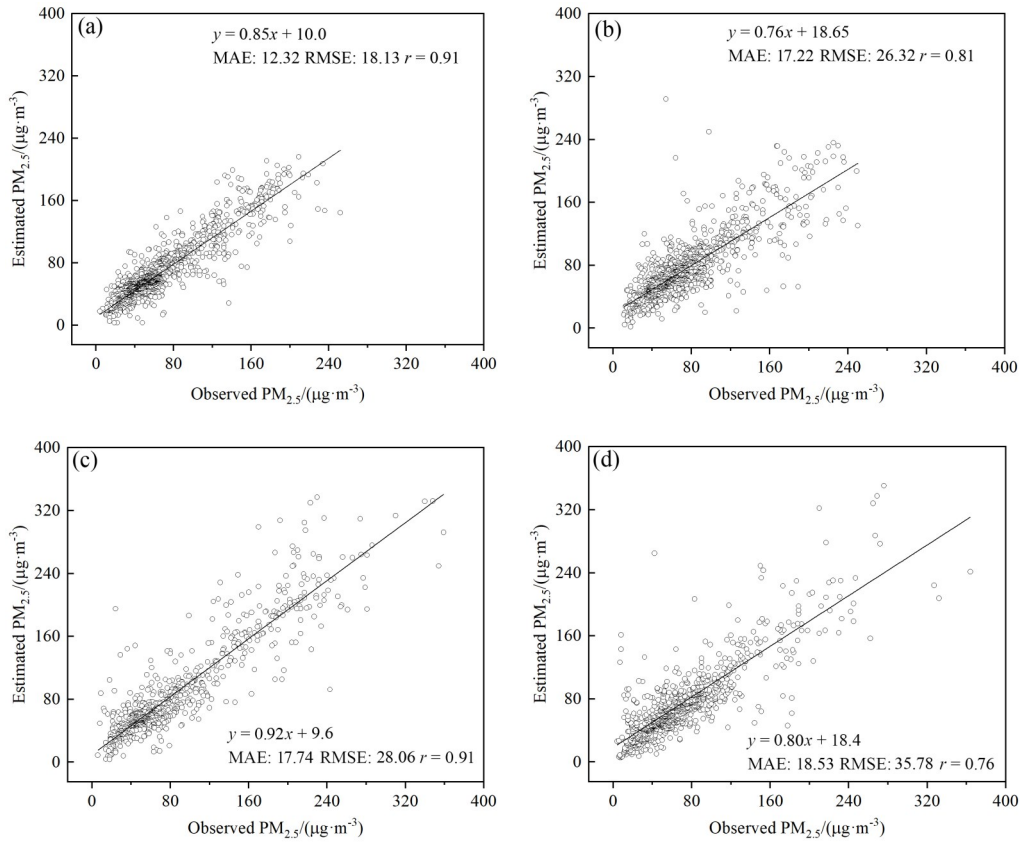 (a)
y = 0.85x + 10.0
MAE: 12.32 RMSE: 18.13 r = 0.91
400
320
240
160
80
0
Estimated PM2.5/(μg·m-3)
0 80 160 240 320 400
Observed PM2.5/(μg·m-3)
(b)
y = 0.76x + 18.65
MAE: 17.22 RMSE: 26.32 r = 0.81
400
320
240
160
80
0
Estimated PM2.5/(μg·m-3)
0 80 160 240 320 400
Observed PM2.5/(μg·m-3)
(c)
400
320
240
160
80
0
Estimated PM2.5/(μg·m-3)
y = 0.92x + 9.6
MAE: 17.74 RMSE: 28.06 r = 0.91
0 80 160 240 320 400
Observed PM2.5/(μg·m-3)
(d)
400
320
240
160
80
0
Estimated PM2.5/(μg·m-3)
y = 0.80x + 18.4
MAE: 18.53 RMSE: 35.78 r = 0.76
0 80 160 240 320 400
Observed PM2.5/(μg·m-3)